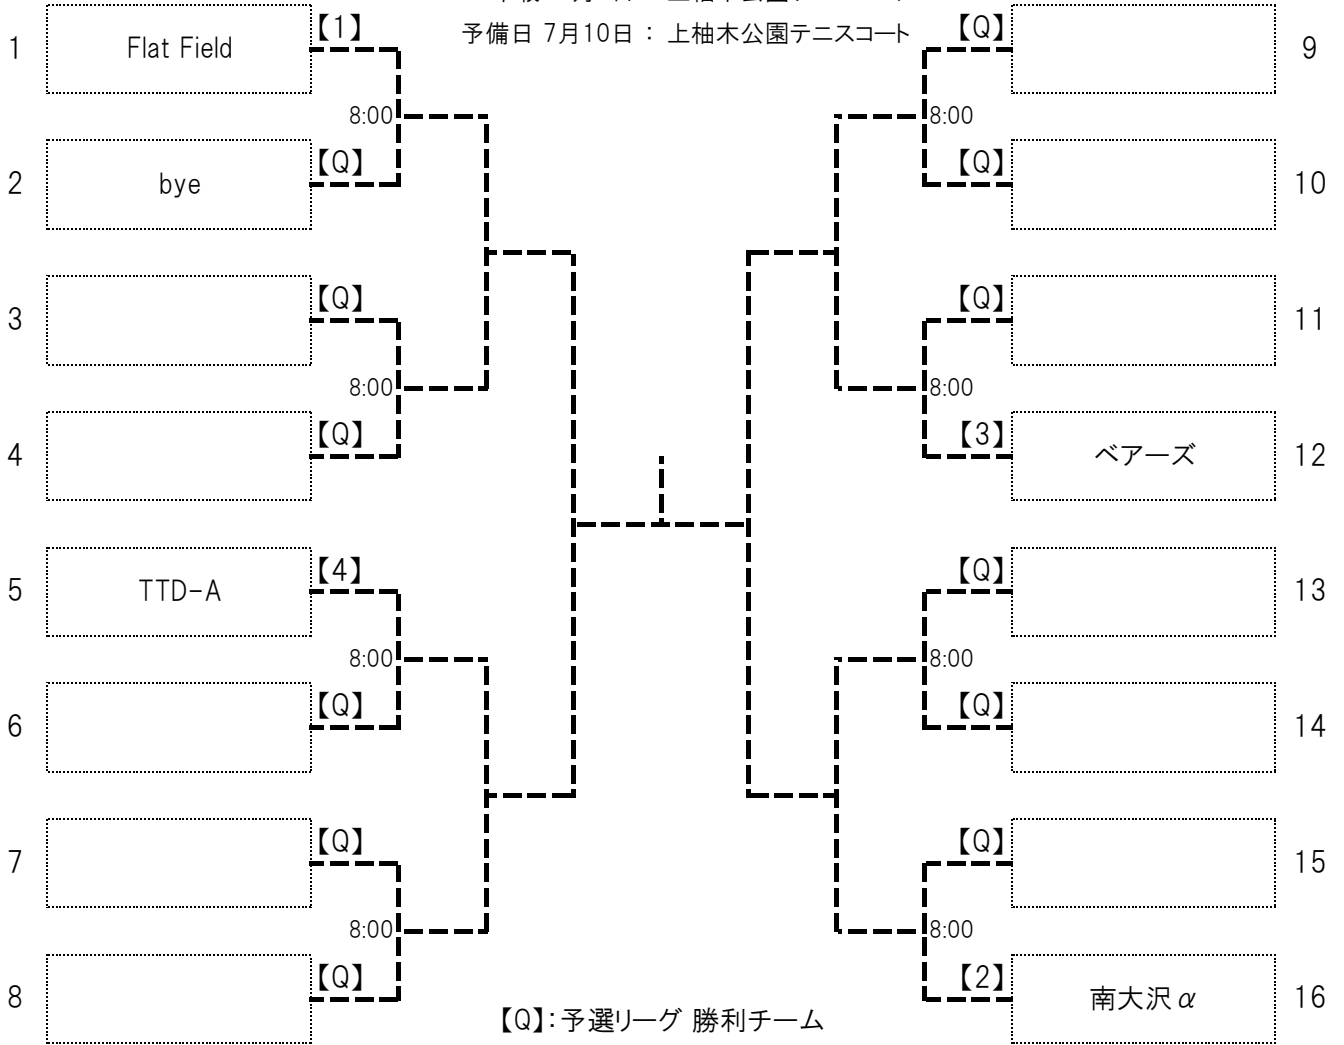 予備日 7月10日 : 上柚木公園テニスコート
1 Flat Field 【1】
【Q】 9
8:00
8:00
2 bye 【Q】
【Q】 10
3 【Q】
【Q】 11
8:00
8:00
4 【Q】
【3】 ベアーズ 12
5 TTD-A 【4】
【Q】 13
8:00
8:00
6 【Q】
【Q】 14
7 【Q】
【Q】 15
8:00
8:00
8 【Q】
【2】 南大沢α 16
【Q】:予選リーグ 勝利チーム